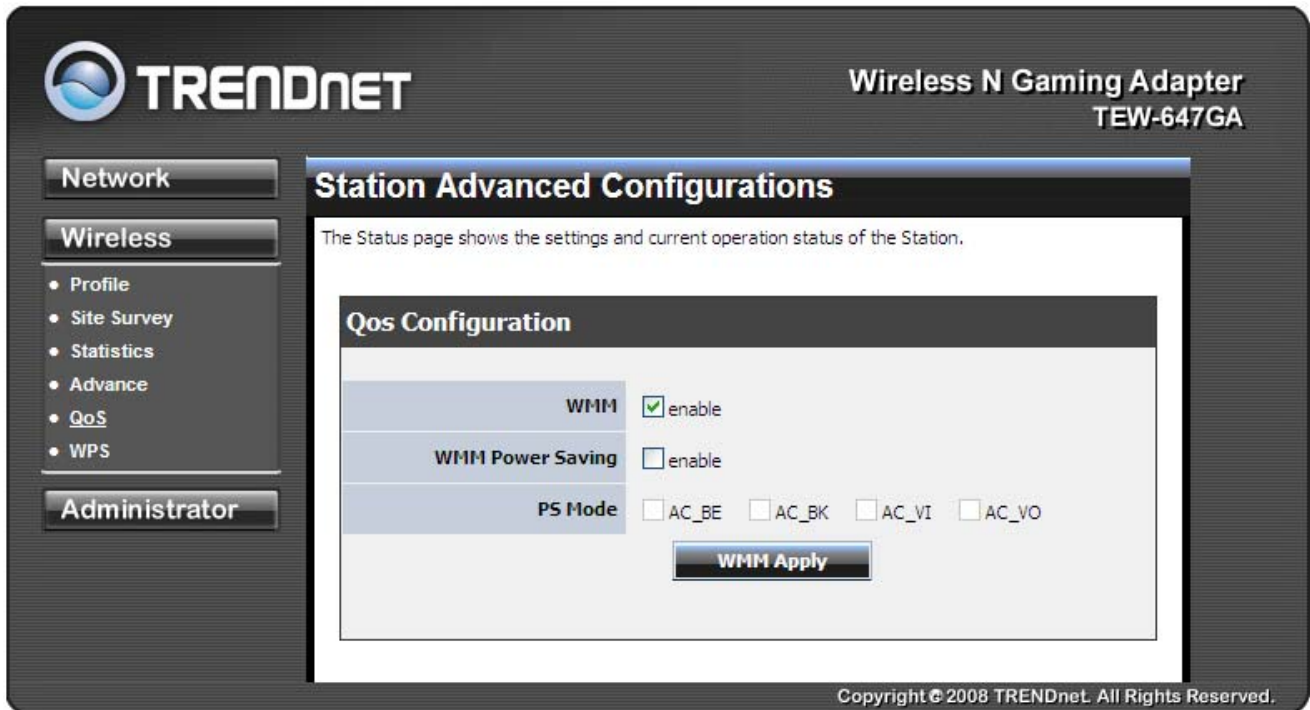 TRENDNET
Wireless N Gaming Adapter
TEW-647GA
Network
Wireless
• Profile
• Site Survey
• Statistics
• Advance
• QoS
• WPS
Administrator
Station Advanced Configurations
The Status page shows the settings and current operation status of the Station.
Qos Configuration
WMM enable
WMM Power Saving enable
PS Mode AC_BE AC_BK AC_VI AC_VO
WMM Apply
Copyright © 2008 TRENDnet. All Rights Reserved.